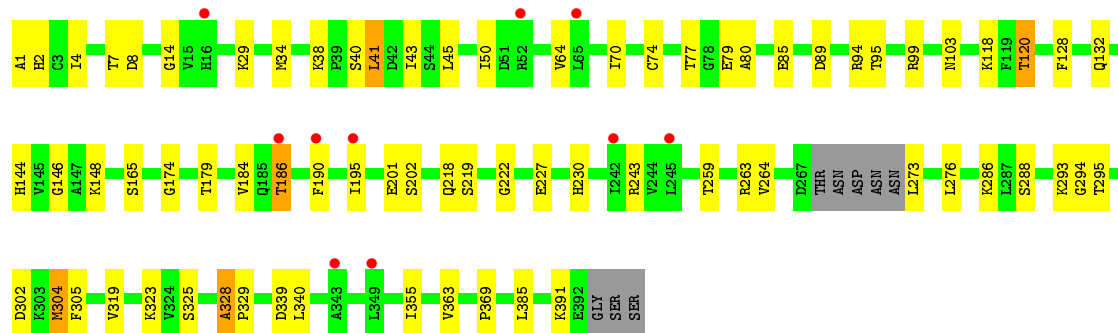 A1 H2 C3 I4 T7 D8 G14 V15 H16 K29 M34 K38 P39 S40 L41 D42 I43 S44 L45 I50 D51 R52 V64 L65 I70 C74 T77 G78 E79 A80 E85 D89 R94 T95 R99 N103 K118 F119 T120 F128 Q132
H144 V145 G146 A147 K148 S165 G174 T179 V184 Q185 T186 F190 I195 E201 S202 Q218 S219 G222 E227 H230 I242 R243 V244 L245 T259 R263 V264 D267 THR ASN ASP ASN ASN L273 L276 K286 L287 S288 K293 G294 T295
D302 K303 M304 F305 V319 K323 V324 S325 A328 P329 D339 L340 A343 L349 I355 V363 P369 L385 K391 E392 GLY SER SER